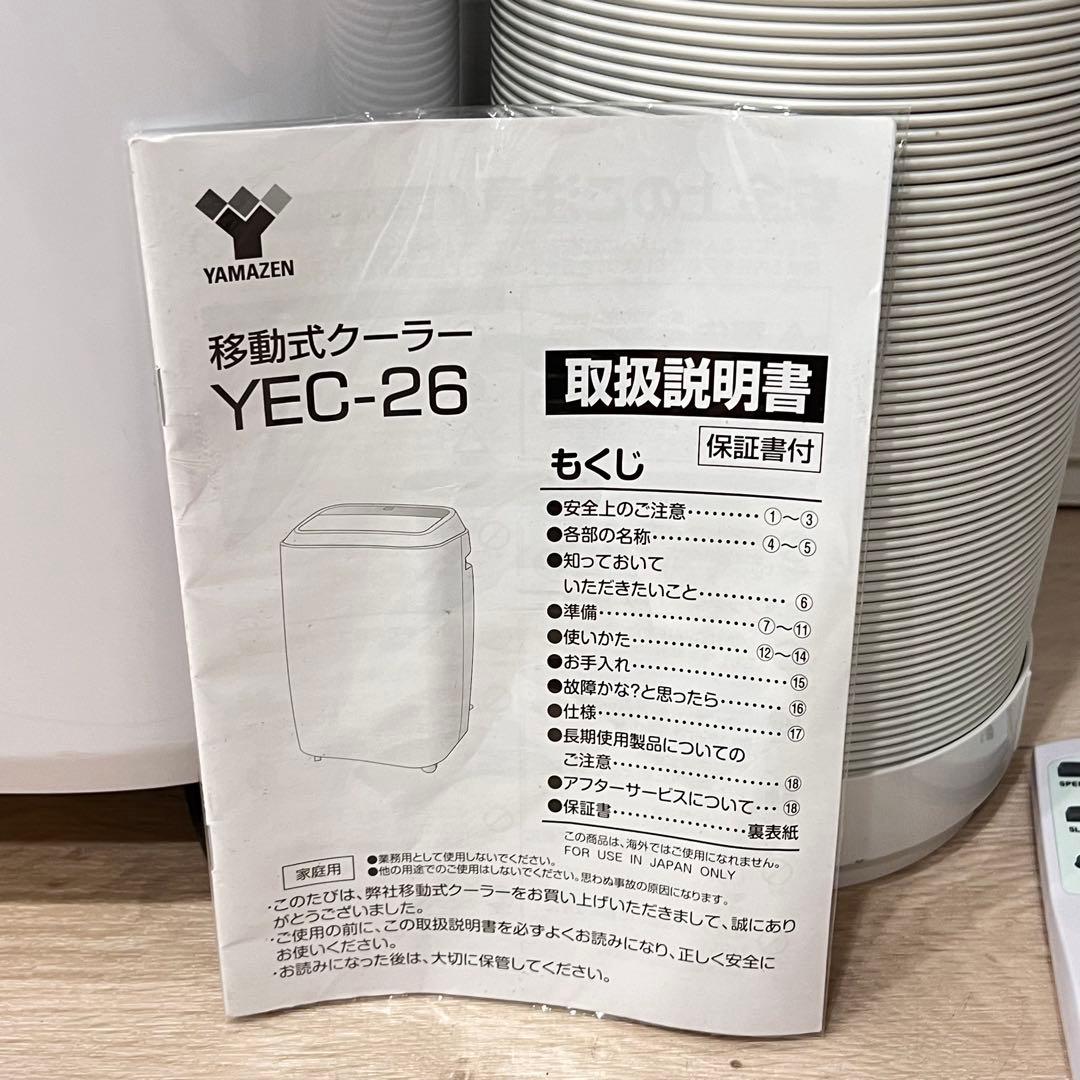 YAMAZEN
移動式クーラー
YEC-26
取扱説明書
保証書付
もくじ
●安全上のご注意・・・・・・・・・①〜③
●各部の名称・・・・・・・・・・・・・④〜⑤
●知っておいて
いただきたいこと・・・・・・・・・・・⑥
●準備・・・・・・・・・・・・・・・・・・・・⑦〜⑪
●使いかた・・・・・・・・・・・・・・・⑫〜⑭
●お手入れ・・・・・・・・・・・・・・・・・・・・⑮
●故障かな?と思ったら・・・・・・・・⑯
●仕様・・・・・・・・・・・・・・・・・・・・・・・・⑰
●長期使用製品についての
ご注意・・・・・・・・・・・・・・・・・・・・・⑱
●アフターサービスについて・・・⑱
●保証書・・・・・・・・・・・・・・・・・裏表紙
この商品は、海外ではご使用になれません。
FOR USE IN JAPAN ONLY
家庭用
●業務用として使用しないでください。
●他の用途でのご使用はしないでください。思わぬ事故の原因になります。
・このたびは、弊社移動式クーラーをお買い上げいただきまして、誠にあり
がとうございました。
・ご使用の前に、この取扱説明書を必ずよくお読みになり、正しく安全に
お使いください。
・お読みになった後は、大切に保管してください。